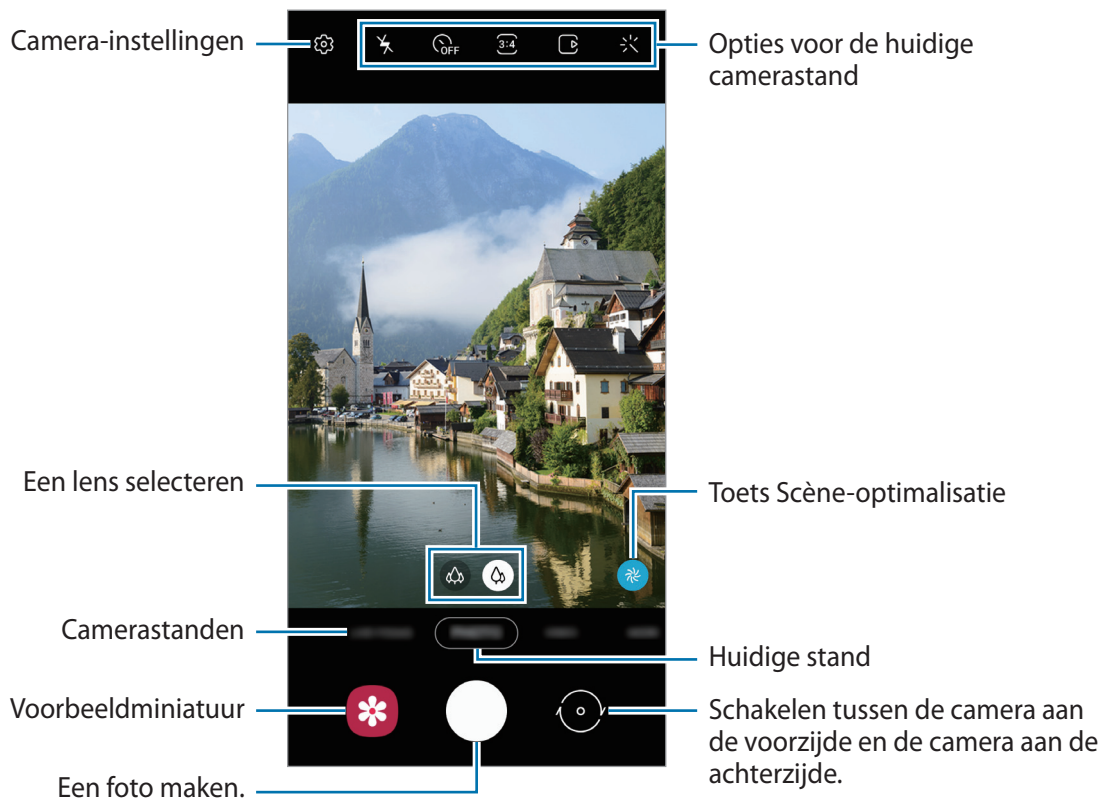 Camera-instellingen
OFF
3:4
Opties voor de huidige
camerastand
Een lens selecteren
Toets Scène-optimalisatie
Camerastanden
Huidige stand
Voorbeeldminiatuur
Schakelen tussen de camera aan
de voorzijde en de camera aan de
achterzijde.
Een foto maken.